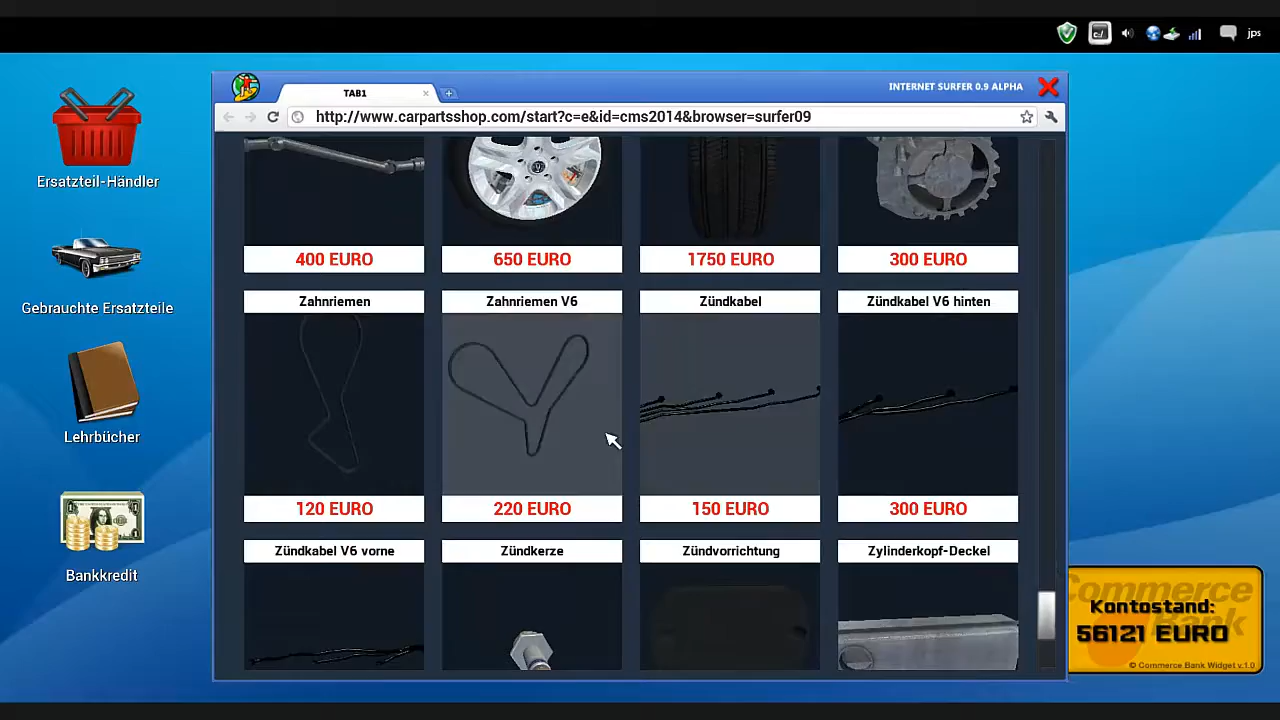 jps
TAB1
INTERNET SURFER 0.9 ALPHA
http://www.carpartsshop.com/start?c=e&id=cms2014&browser=surfer09
Ersatzteil-Händler
Gebrauchte Ersatzteile
Lehrbücher
Bankkredit
400 EURO 650 EURO 1750 EURO 300 EURO
Zahnriemen Zahnriemen V6 Zündkabel Zündkabel V6 hinten
120 EURO 220 EURO 150 EURO 300 EURO
Zündkabel V6 vorne Zündkerze Zündvorrichtung Zylinderkopf-Deckel
Commerce
Bank
Kontostand:
56121 EURO
© Commerce Bank Widget v.1.0